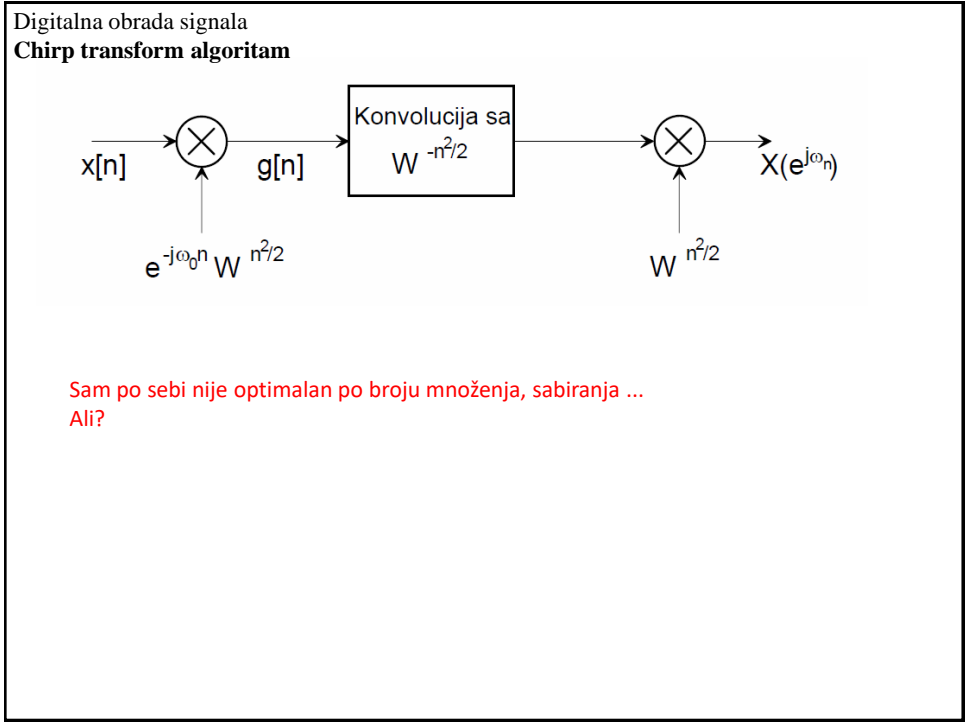 Digitalna obrada signala
Chirp transform algoritam
Konvolucija sa
W^{-n²/2}
x[n]
g[n]
X(e^{jω_n})
e^{-jω_0n} W^{n²/2}
W^{n²/2}
Sam po sebi nije optimalan po broju množenja, sabiranja ...
Ali?